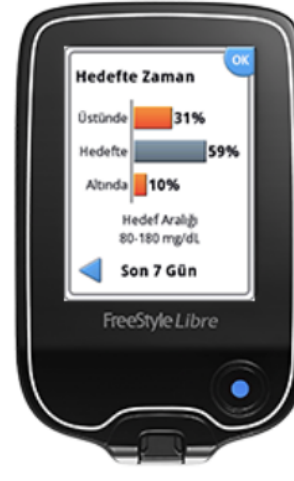 OK
Hedefte Zaman
Üstünde 31%
Hedefte 59%
Altında 10%
Hedef Aralığı
80-180 mg/dL
Son 7 Gün
FreeStyle Libre